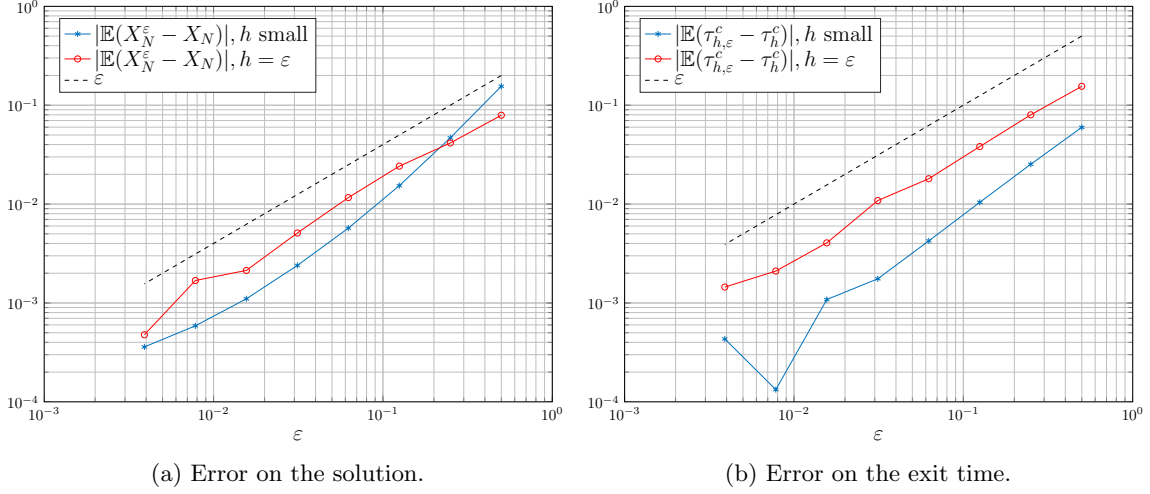 |𝔼(X_N^ε − X_N)|, h small
|𝔼(X_N^ε − X_N)|, h = ε
ε
10^0
10^−1
10^−2
10^−3
10^−4
10^−3
10^−2
10^−1
10^0
ε
(a) Error on the solution.
|𝔼(τ_{h,ε}^c − τ_h^c)|, h small
|𝔼(τ_{h,ε}^c − τ_h^c)|, h = ε
ε
10^0
10^−1
10^−2
10^−3
10^−4
10^−3
10^−2
10^−1
10^0
ε
(b) Error on the exit time.